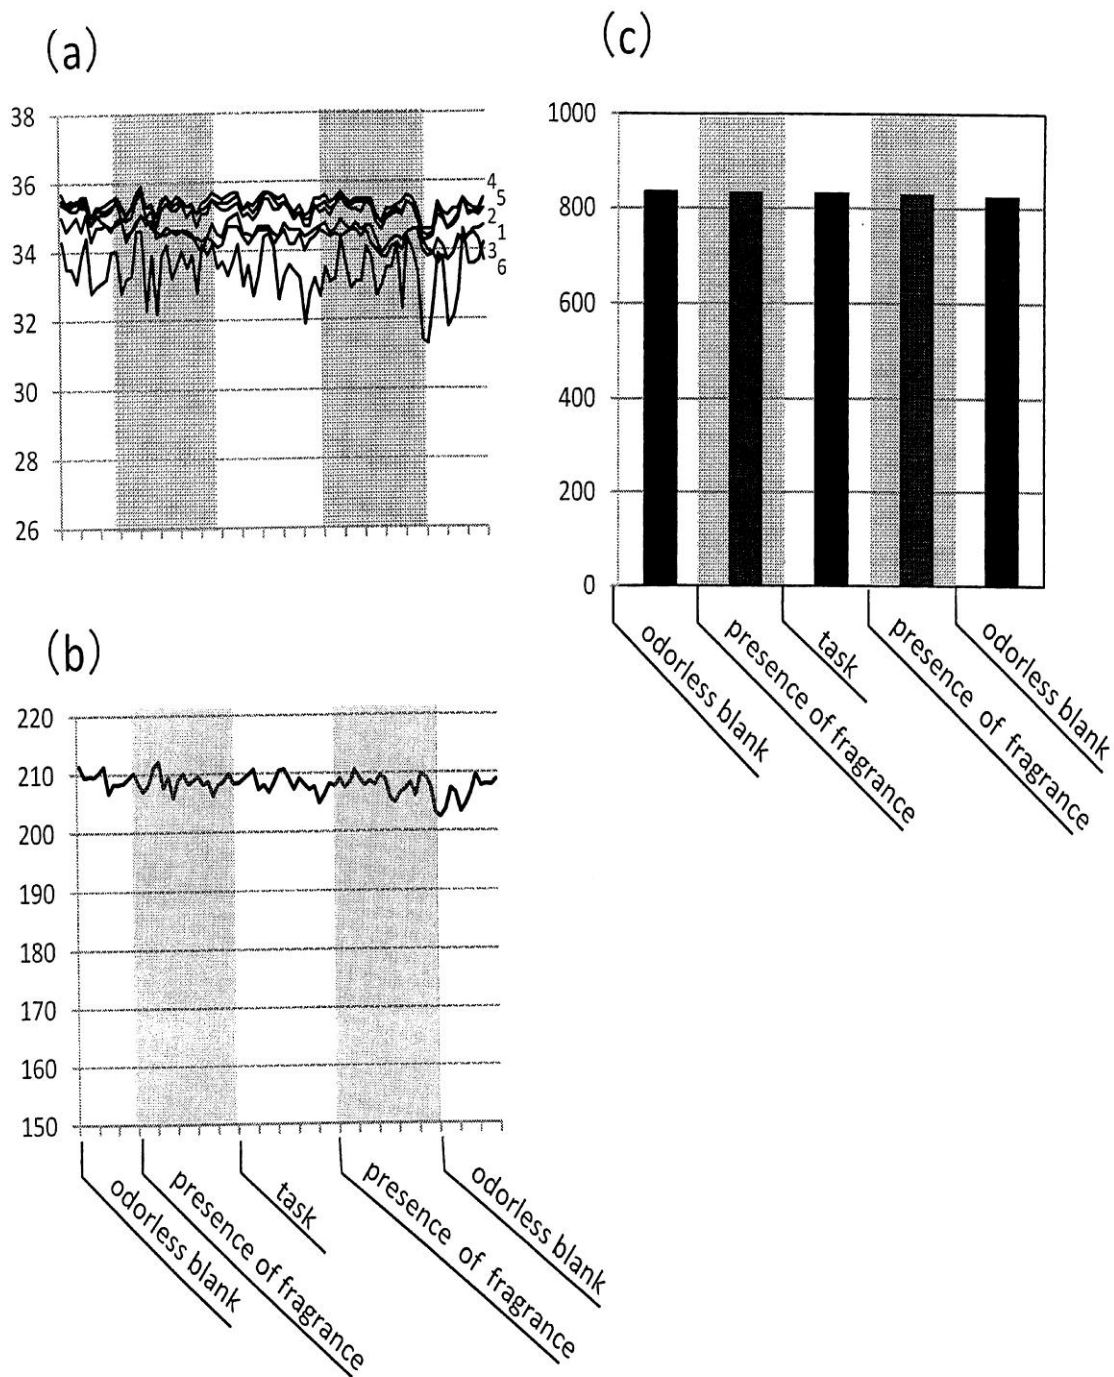 (a)
38
36
34
32
30
28
26
4
5
2
1
3
6
(c)
1000
800
600
400
200
0
odorless blank
presence of fragrance
task
presence of fragrance
odorless blank
(b)
220
210
200
190
180
170
160
150
odorless blank
presence of fragrance
task
presence of fragrance
odorless blank